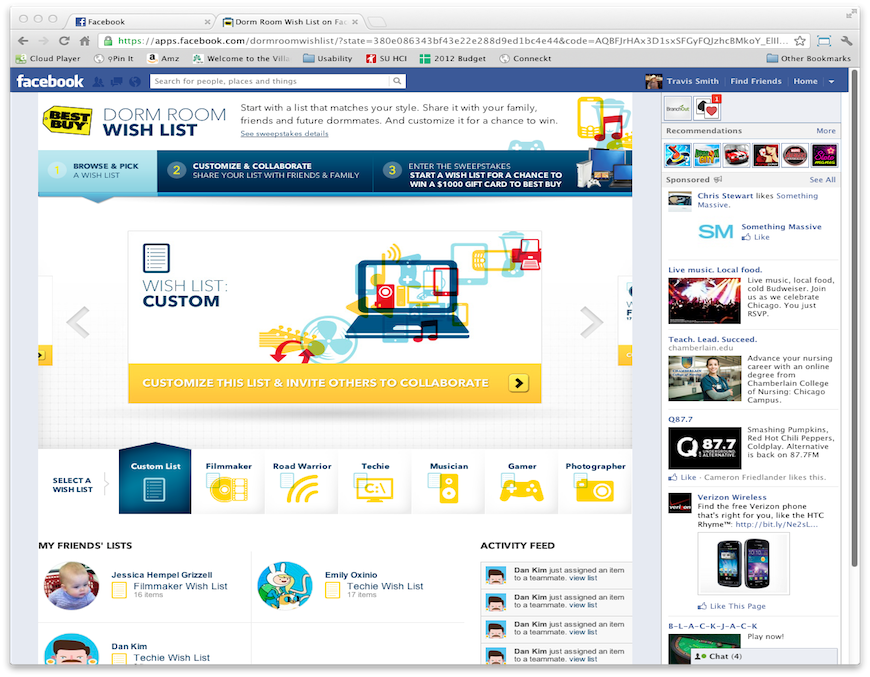 Facebook
Dorm Room Wish List on Fac
https://apps.facebook.com/dormroomwishlist/?state=380e086343bf43e22e288d9ed1bc4e44&code=AQBFJrHAx3D1sxSFGyFQJzhcBMkoY_Elll...
Cloud Player
Pin It
Amz
Welcome to the Villa
Usability
SU HCI
2012 Budget
Conneckt
Other Bookmarks
facebook
Search for people, places and things
Travis Smith
Find Friends
Home
BEST BUY
DORM ROOM
WISH LIST
Start with a list that matches your style. Share it with your family,
friends and future dormmates. And customize it for a chance to win.
See sweepstakes details
1
BROWSE & PICK
A WISH LIST
2
CUSTOMIZE & COLLABORATE
SHARE YOUR LIST WITH FRIENDS & FAMILY
3
ENTER THE SWEEPSTAKES
START A WISH LIST FOR A CHANCE TO
WIN A $1000 GIFT CARD TO BEST BUY
WISH LIST:
CUSTOM
CUSTOMIZE THIS LIST & INVITE OTHERS TO COLLABORATE
SELECT A
WISH LIST
Custom List
Filmmaker
Road Warrior
Techie
C:\
Musician
Gamer
Photographer
MY FRIENDS' LISTS
Jessica Hempel Grizzell
Filmmaker Wish List
16 items
Emily Oxinio
Techie Wish List
17 items
Dan Kim
Techie Wish List
ACTIVITY FEED
Dan Kim just assigned an item
to a teammate. view list
Dan Kim just assigned an item
to a teammate. view list
Dan Kim just assigned an item
to a teammate. view list
Dan Kim just assigned an item
to a teammate. view list
BranchOut
1
Recommendations
More
Sponsored
See All
Chris Stewart likes Something
Massive.
SM
Something Massive
Like
Live music. Local food.
Live music, local food,
cold Budweiser. Join
us as we celebrate
Chicago. You just
RSVP.
Teach. Lead. Succeed.
chamberlain.edu
Advance your nursing
career with an online
degree from
Chamberlain College
of Nursing: Chicago
Campus.
Q87.7
Q 87.7
UNDERGROUND
ALTERNATIVE.
Smashing Pumpkins,
Red Hot Chili Peppers,
Coldplay. Alternative
is back on 87.7FM
Like · Cameron Friedlander likes this.
verizon
Verizon Wireless
Find the free Verizon phone
that's right for you, like the HTC
Rhyme™: http://bit.ly/Ne2sL...
Like This Page
B-L-A-C-K-J-A-C-K
Play now!
Chat (4)